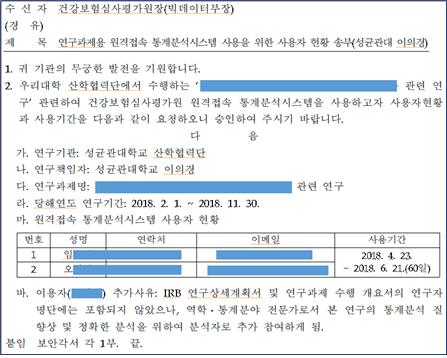 수 신 자 건강보험심사평가원장(빅데이터부장)
(경 유)
제 목 연구과제용 원격접속 통계분석시스템 사용을 위한 사용자 현황 송부(성균관대 이의경)
1. 귀 기관의 무궁한 발전을 기원합니다.
2. 우리대학 산학협력단에서 수행하는 ‘ 관련 연
구’ 관련하여 건강보험심사평가원 원격접속 통계분석시스템을 사용하고자 사용자현황
과 사용기간을 다음과 같이 요청하오니 승인하여 주시기 바랍니다.
다 음
가. 연구기관: 성균관대학교 산학협력단
나. 연구책임자: 성균관대학교 이의경
다. 연구과제명: 관련 연구
라. 당해연도 연구기간: 2018. 2. 1. ~ 2018. 11. 30.
마. 원격접속 통계분석시스템 사용자 현황
번호 성명 연락처 이메일 사용기간
1 임 2018. 4. 23.
2 오 ~ 2018. 6. 21.(60일)
바. 이용자( ) 추가사유: IRB 연구상세계획서 및 연구과제 수행 개요서의 연구자
명단에는 포함되지 않았으나, 역학·통계분야 전문가로서 본 연구의 통계분석 질
향상 및 정확한 분석을 위하여 분석자로 추가 참여하게 됨.
붙임 보안각서 각 1부. 끝.